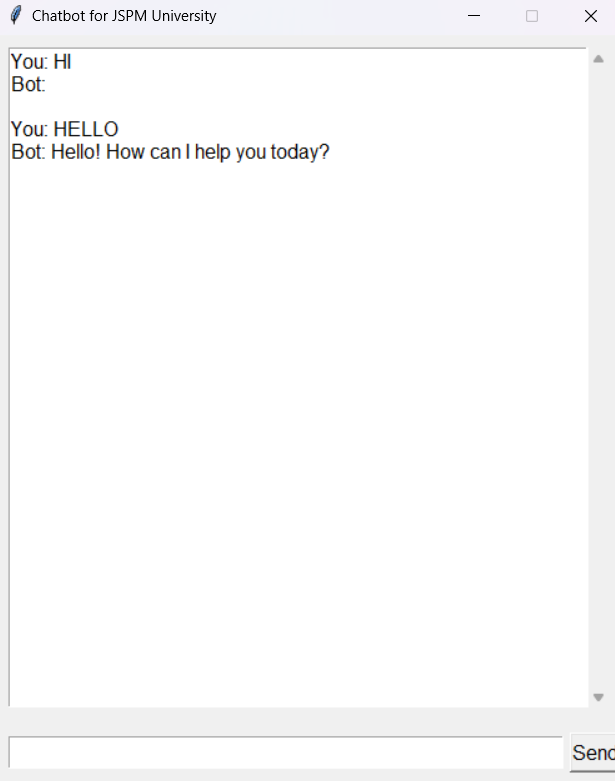 Chatbot for JSPM University
You: HI
Bot:
You: HELLO
Bot: Hello! How can I help you today?
Send